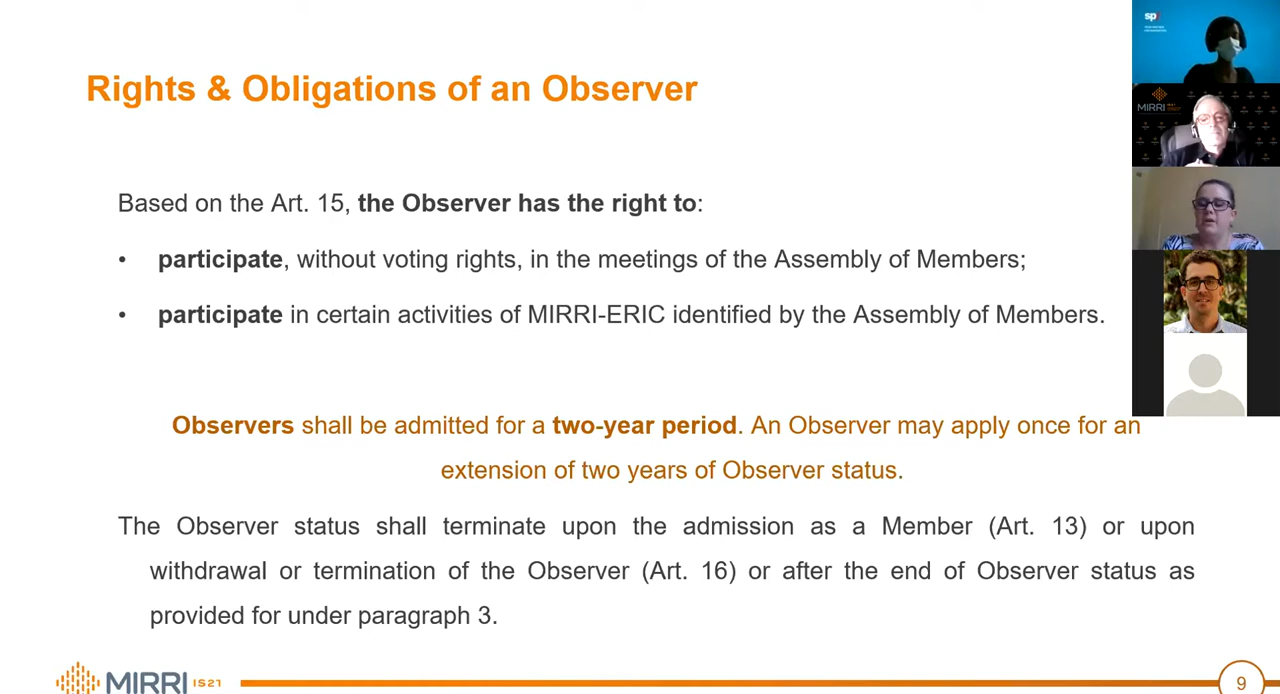 Rights & Obligations of an Observer
Based on the Art. 15, the Observer has the right to:
• participate, without voting rights, in the meetings of the Assembly of Members;
• participate in certain activities of MIRRI-ERIC identified by the Assembly of Members.
Observers shall be admitted for a two-year period. An Observer may apply once for an
extension of two years of Observer status.
The Observer status shall terminate upon the admission as a Member (Art. 13) or upon
withdrawal or termination of the Observer (Art. 16) or after the end of Observer status as
provided for under paragraph 3.
MIRRI IS21
9
MIRRI